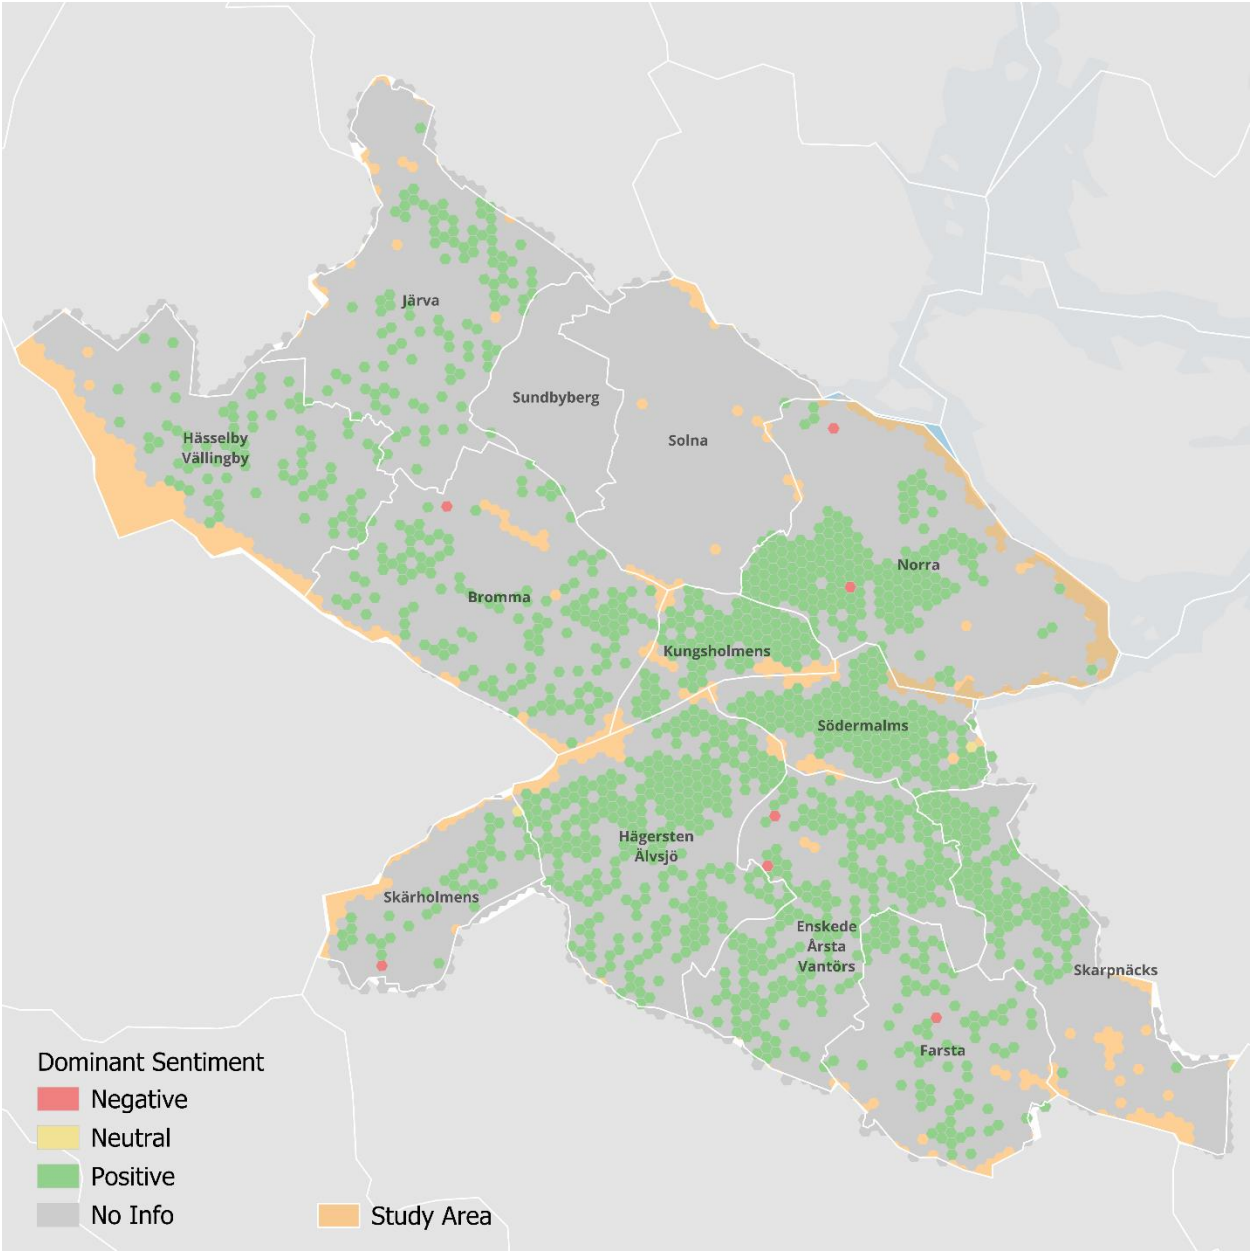 Järva
Sundbyberg
Solna
Hässelby
Vällingby
Norra
Bromma
Kungsholmens
Södermalms
Hägersten
Älvsjö
Skärholmens
Enskede
Årsta
Vantörs
Skarpnäcks
Farsta
Dominant Sentiment
Negative
Neutral
Positive
No Info
Study Area